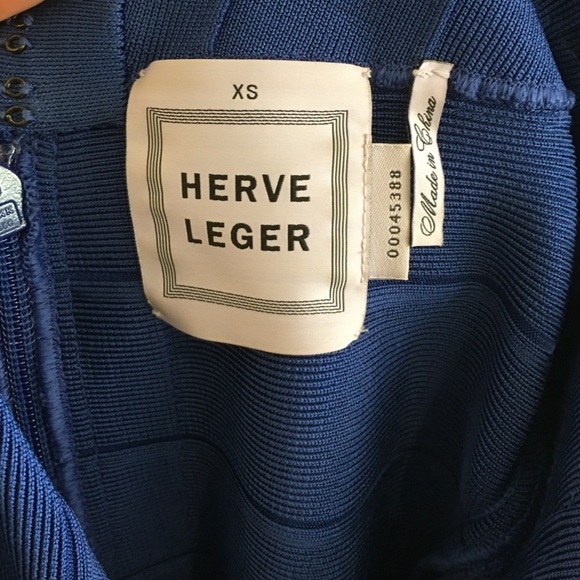 XS
HERVE
LEGER
00045388
Made in China